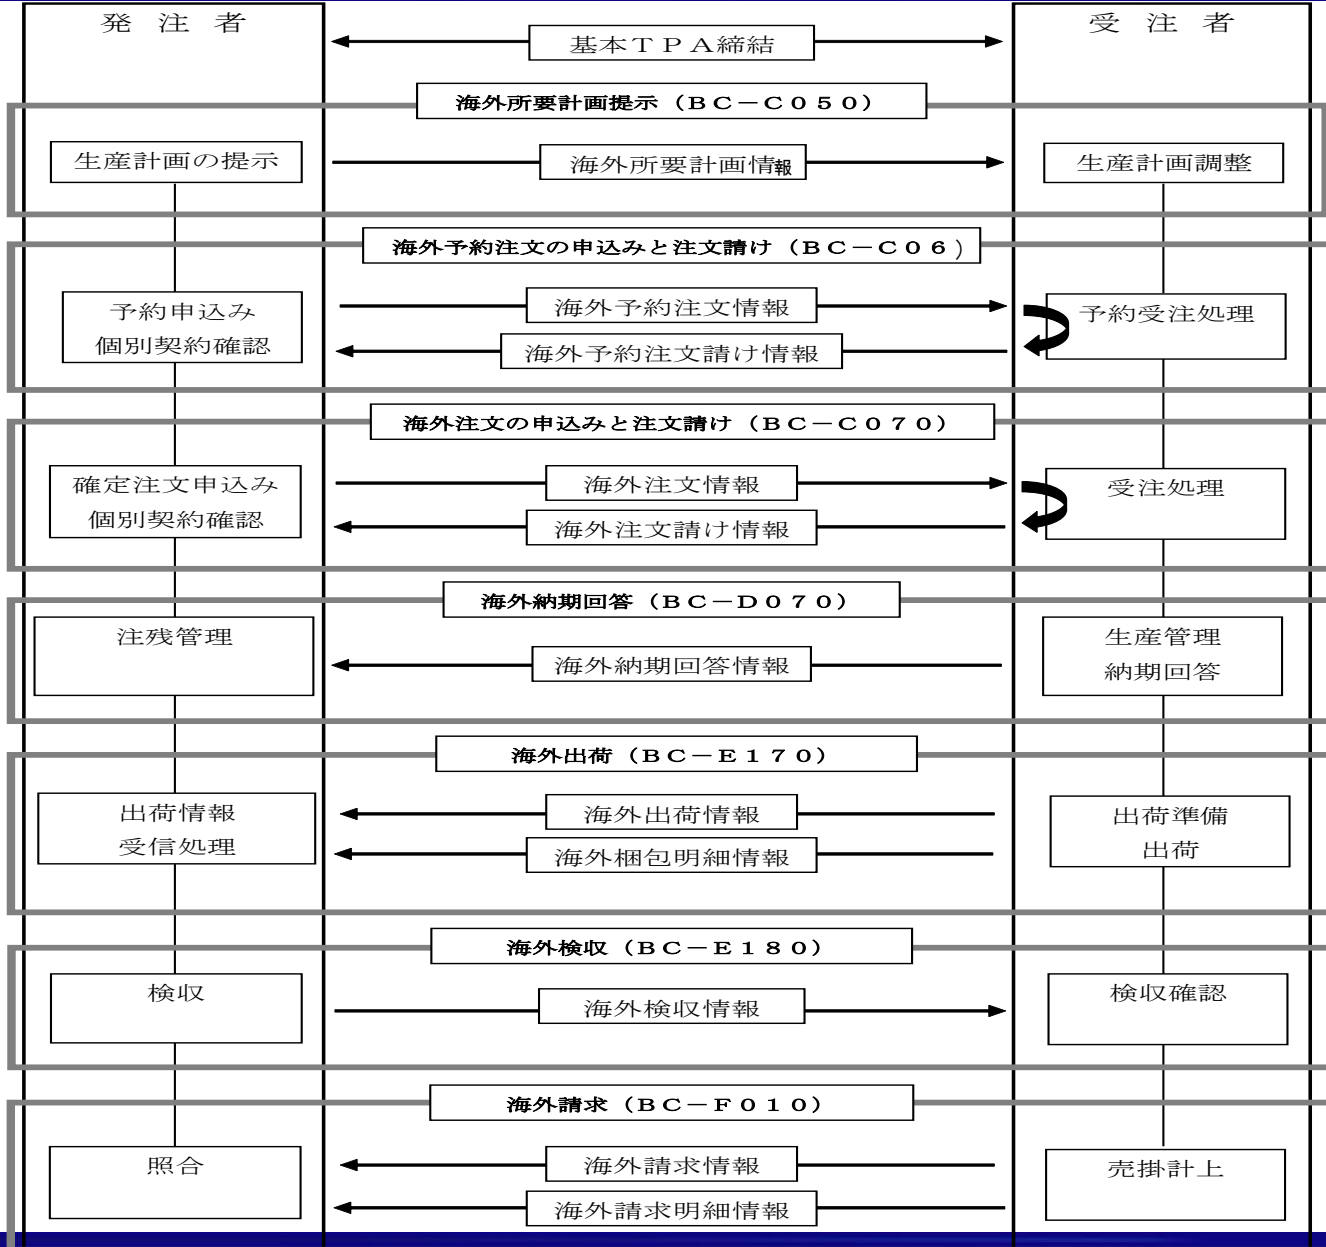 発 注 者
受 注 者
基本ＴＰＡ締結
海外所要計画提示（ＢＣ－Ｃ０５０）
生産計画の提示
海外所要計画情報
生産計画調整
海外予約注文の申込みと注文請け（ＢＣ－Ｃ０６）
予約申込み
個別契約確認
海外予約注文情報
海外予約注文請け情報
予約受注処理
海外注文の申込みと注文請け（ＢＣ－Ｃ０７０）
確定注文申込み
個別契約確認
海外注文情報
海外注文請け情報
受注処理
海外納期回答（ＢＣ－Ｄ０７０）
注残管理
海外納期回答情報
生産管理
納期回答
海外出荷（ＢＣ－Ｅ１７０）
出荷情報
受信処理
海外出荷情報
海外梱包明細情報
出荷準備
出荷
海外検収（ＢＣ－Ｅ１８０）
検収
海外検収情報
検収確認
海外請求（ＢＣ－Ｆ０１０）
照合
海外請求情報
海外請求明細情報
売掛計上